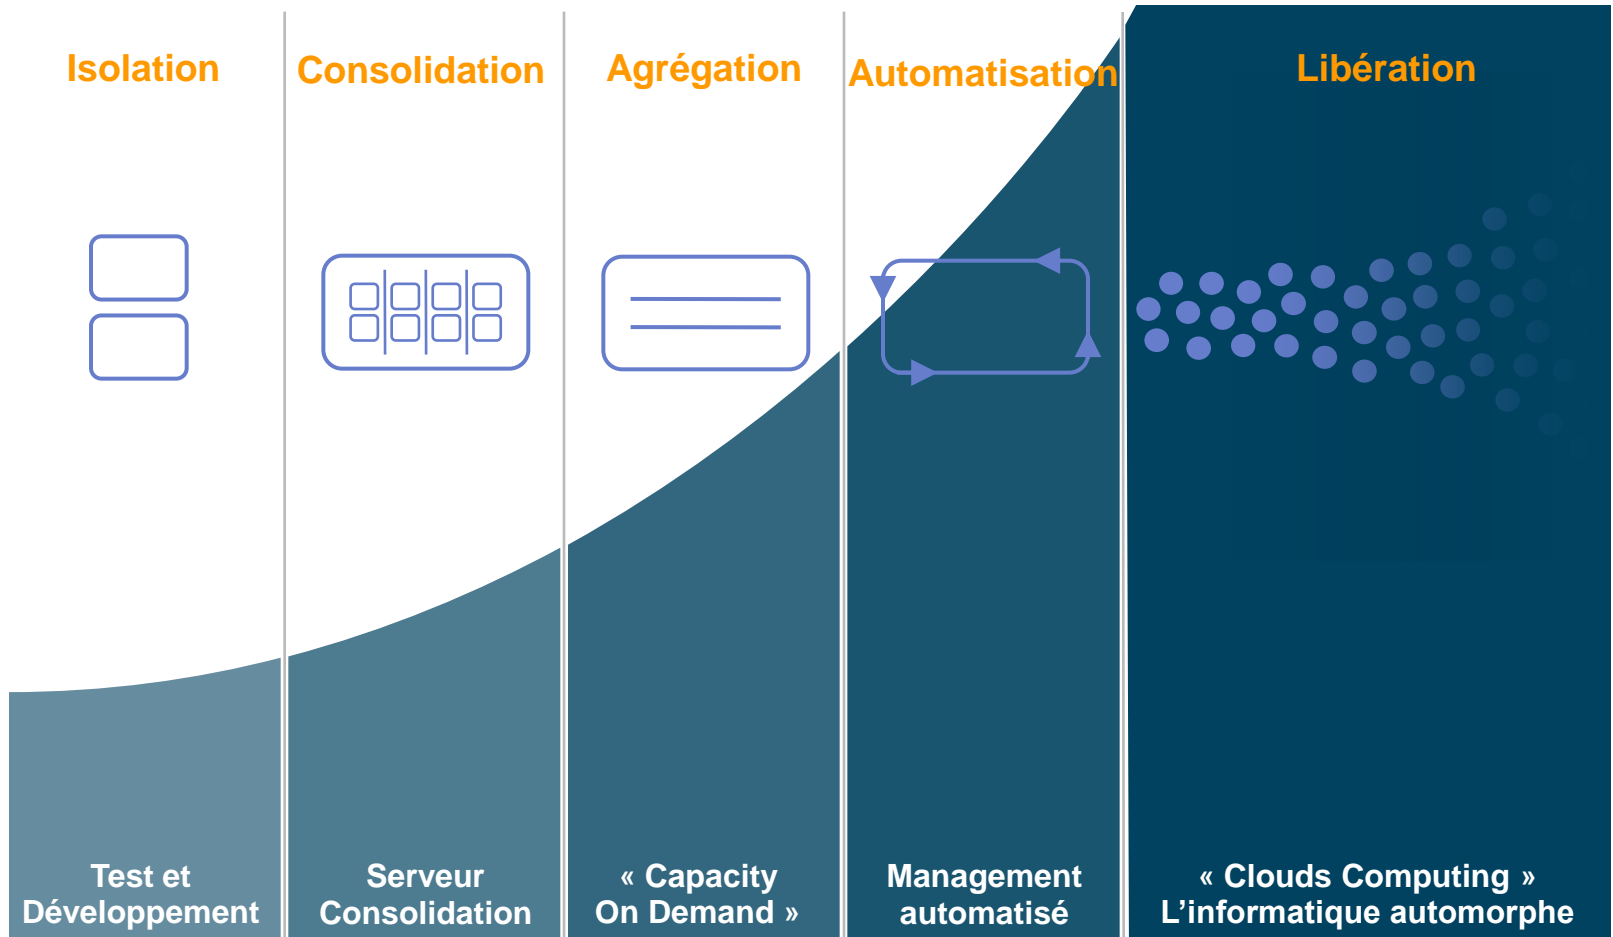 Isolation
Consolidation
Agrégation
Automatisation
Libération
Test et
Développement
Serveur
Consolidation
« Capacity
On Demand »
Management
automatisé
« Clouds Computing »
L’informatique automorphe